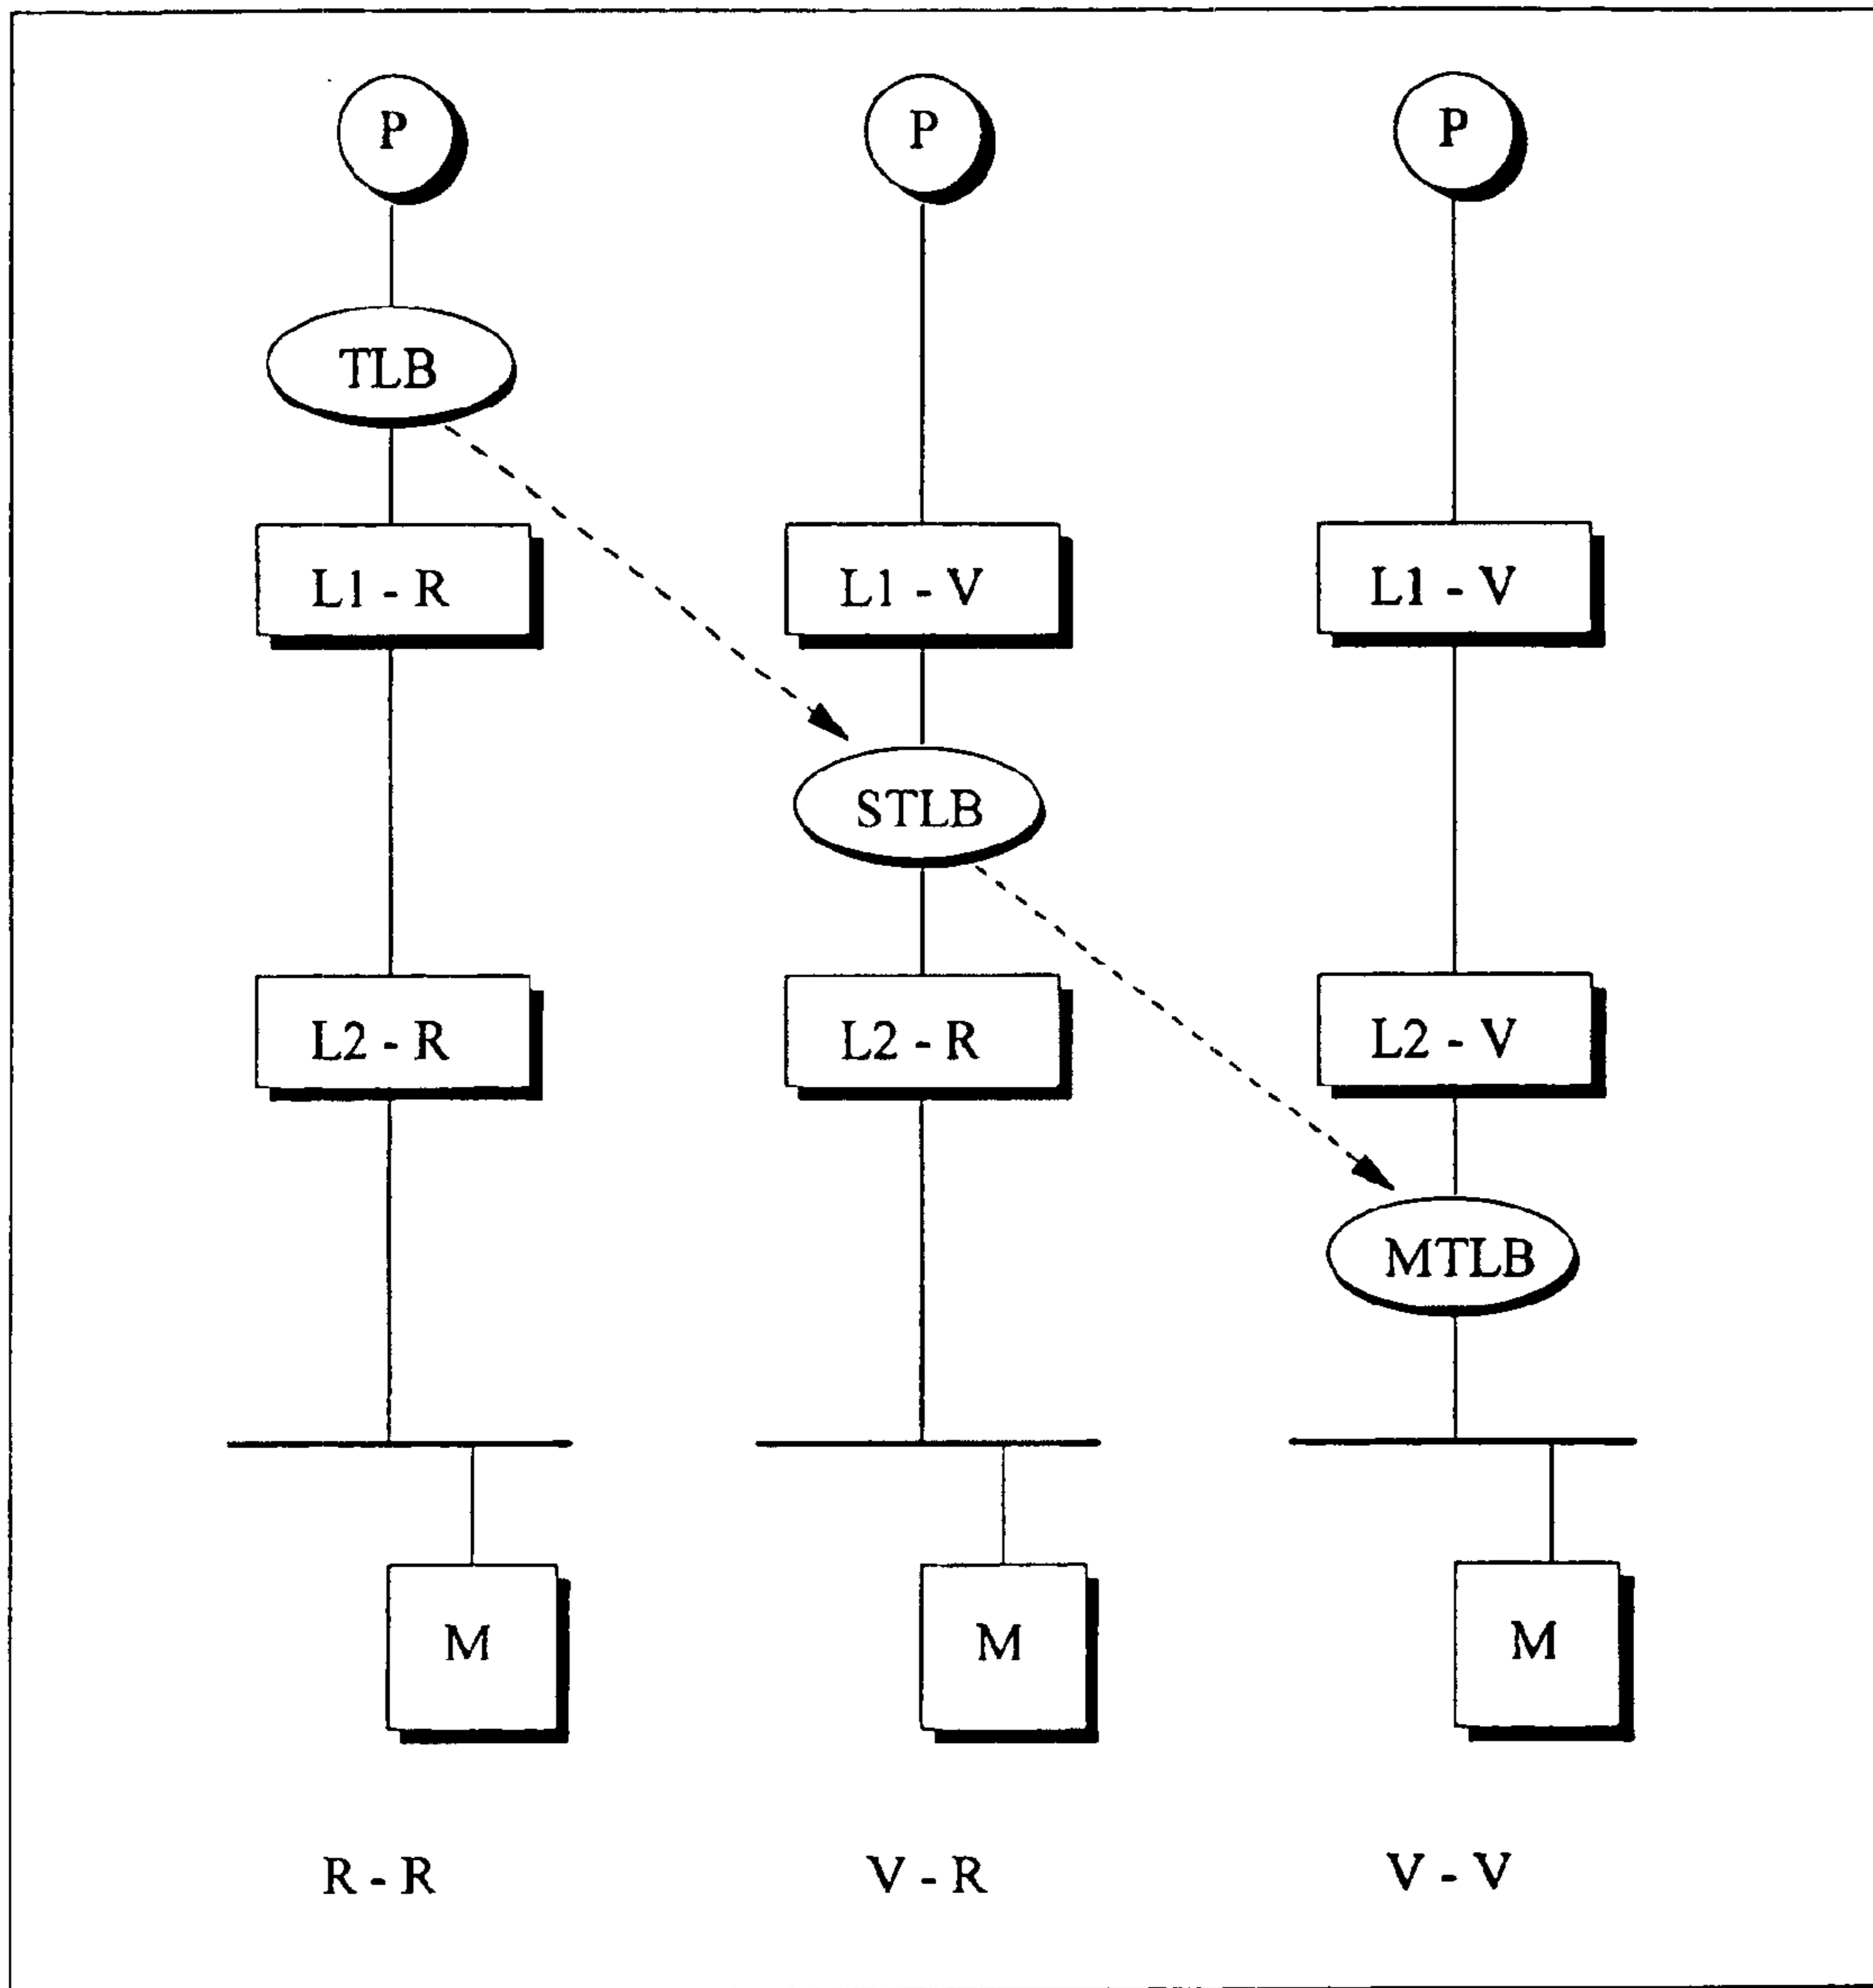 P P P
TLB
L1 - R L1 - V L1 - V
STLB
L2 - R L2 - R L2 - V
MTLB
M M M
R - R V - R V - V